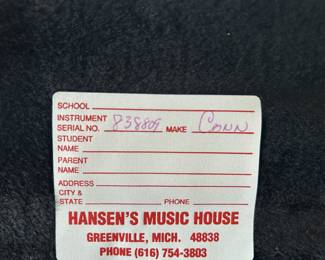 SCHOOL
INSTRUMENT
SERIAL NO. 838809 MAKE Conn
STUDENT
NAME
PARENT
NAME
ADDRESS
CITY &
STATE PHONE
HANSEN'S MUSIC HOUSE
GREENVILLE, MICH. 48838
PHONE (616) 754-3803